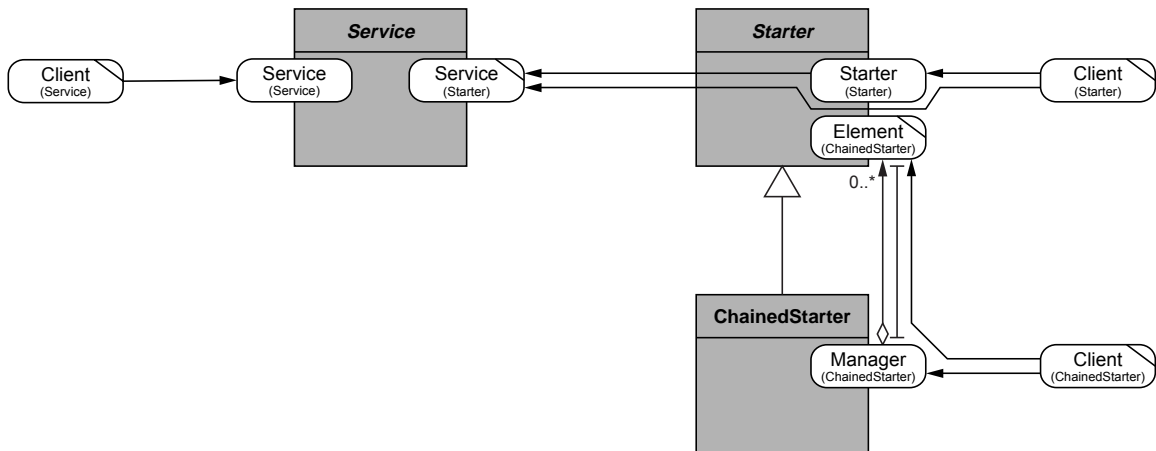 Service
Starter
Client
(Service)
Service
(Service)
Service
(Starter)
Starter
(Starter)
Client
(Starter)
Element
(ChainedStarter)
0..*
ChainedStarter
Manager
(ChainedStarter)
Client
(ChainedStarter)